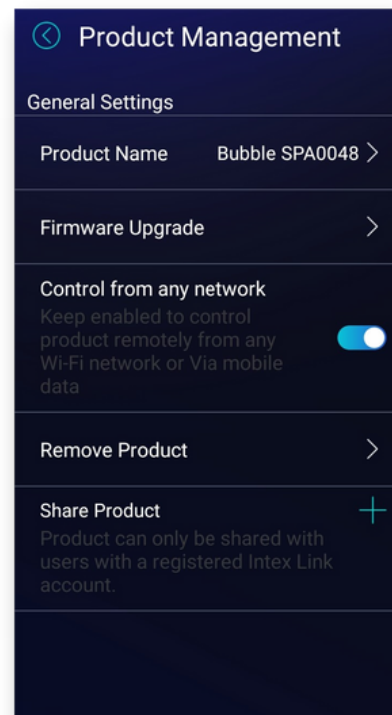 Product Management
General Settings
Product Name Bubble SPA0048
Firmware Upgrade
Control from any network
Keep enabled to control
product remotely from any
Wi-Fi network or Via mobile
data
Remove Product
Share Product
Product can only be shared with
users with a registered Intex Link
account.